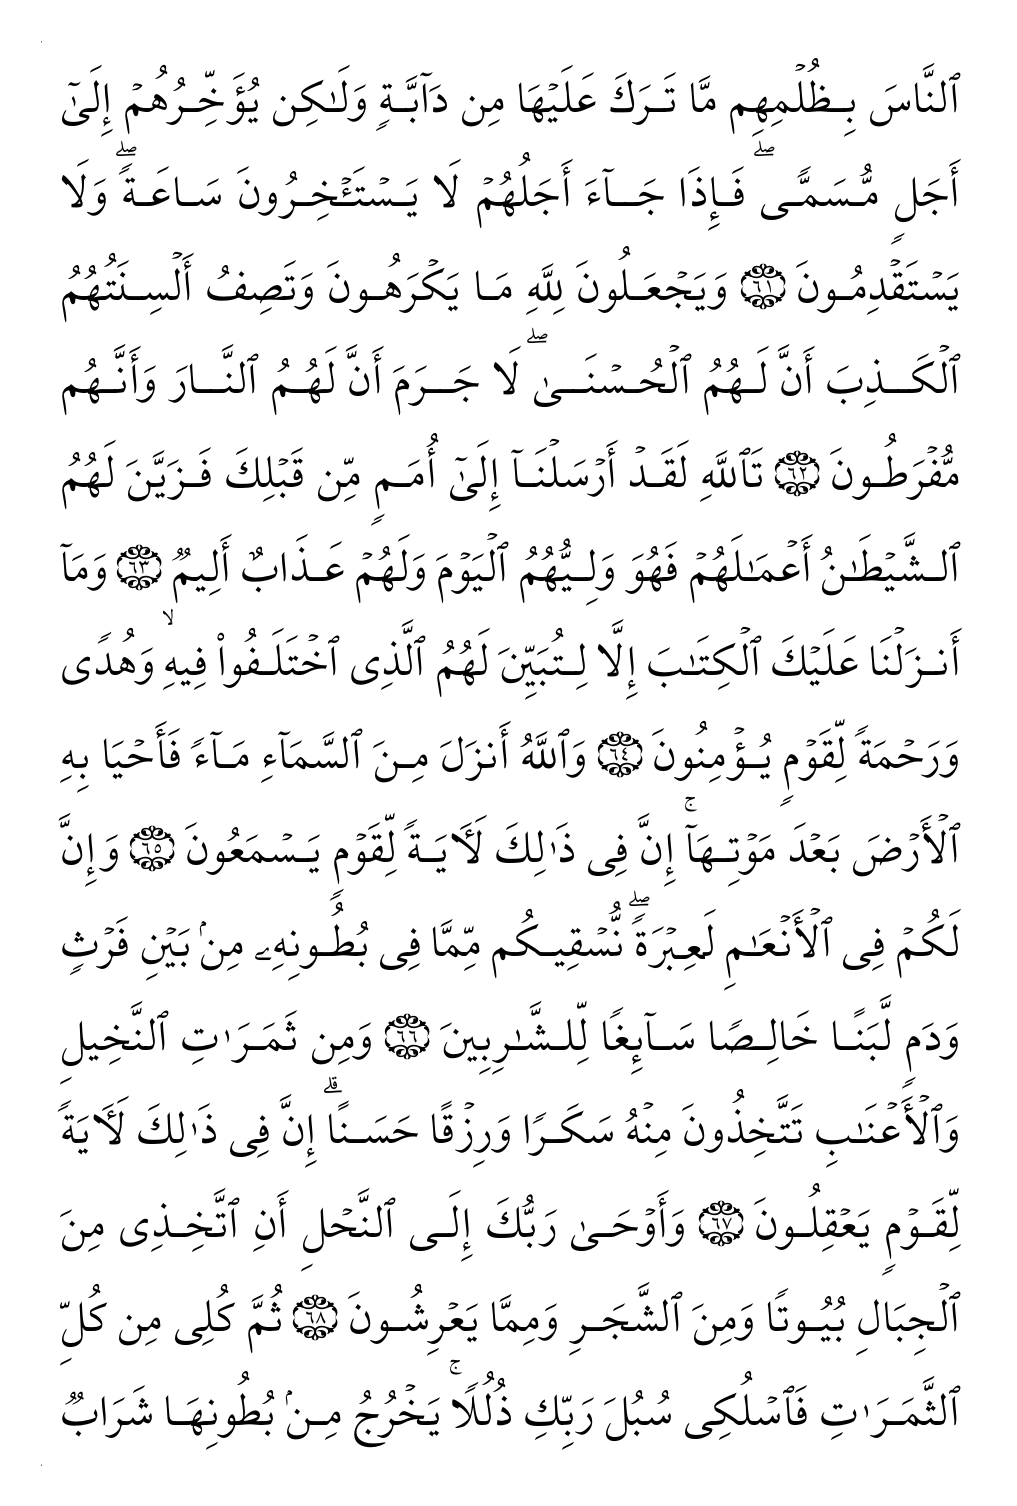 ٱلنَّاسَ بِظُلۡمِهِم مَّا تَرَكَ عَلَيۡهَا مِن دَآبَّةٖ وَلَٰكِن يُؤَخِّرُهُمۡ إِلَىٰٓ
أَجَلٖ مُّسَمّٗىۖ فَإِذَا جَآءَ أَجَلُهُمۡ لَا يَسۡتَـٔۡخِرُونَ سَاعَةٗۖ وَلَا
يَسۡتَقۡدِمُونَ ٦١ وَيَجۡعَلُونَ لِلَّهِ مَا يَكۡرَهُونَ وَتَصِفُ أَلۡسِنَتُهُمُ
ٱلۡكَذِبَ أَنَّ لَهُمُ ٱلۡحُسۡنَىٰۖ لَا جَرَمَ أَنَّ لَهُمُ ٱلنَّارَ وَأَنَّهُم
مُّفۡرَطُونَ ٦٢ تَٱللَّهِ لَقَدۡ أَرۡسَلۡنَآ إِلَىٰٓ أُمَمٖ مِّن قَبۡلِكَ فَزَيَّنَ لَهُمُ
ٱلشَّيۡطَٰنُ أَعۡمَٰلَهُمۡ فَهُوَ وَلِيُّهُمُ ٱلۡيَوۡمَ وَلَهُمۡ عَذَابٌ أَلِيمٞ ٦٣ وَمَآ
أَنزَلۡنَا عَلَيۡكَ ٱلۡكِتَٰبَ إِلَّا لِتُبَيِّنَ لَهُمُ ٱلَّذِي ٱخۡتَلَفُواْ فِيهِ ۙ وَهُدٗى
وَرَحۡمَةٗ لِّقَوۡمٖ يُؤۡمِنُونَ ٦٤ وَٱللَّهُ أَنزَلَ مِنَ ٱلسَّمَآءِ مَآءٗ فَأَحۡيَا بِهِ
ٱلۡأَرۡضَ بَعۡدَ مَوۡتِهَآۚ إِنَّ فِي ذَٰلِكَ لَأٓيَةٗ لِّقَوۡمٖ يَسۡمَعُونَ ٦٥ وَإِنَّ
لَكُمۡ فِي ٱلۡأَنۡعَٰمِ لَعِبۡرَةٗۖ نُّسۡقِيكُم مِّمَّا فِي بُطُونِهِۦ مِنۢ بَيۡنِ فَرۡثٖ
وَدَمٖ لَّبَنًا خَالِصٗا سَآئِغٗا لِّلشَّٰرِبِينَ ٦٦ وَمِن ثَمَرَٰتِ ٱلنَّخِيلِ
وَٱلۡأَعۡنَٰبِ تَتَّخِذُونَ مِنۡهُ سَكَرٗا وَرِزۡقًا حَسَنًاۗ إِنَّ فِي ذَٰلِكَ لَأٓيَةٗ
لِّقَوۡمٖ يَعۡقِلُونَ ٦٧ وَأَوۡحَىٰ رَبُّكَ إِلَى ٱلنَّحۡلِ أَنِ ٱتَّخِذِي مِنَ
ٱلۡجِبَالِ بُيُوتٗا وَمِنَ ٱلشَّجَرِ وَمِمَّا يَعۡرِشُونَ ٦٨ ثُمَّ كُلِي مِن كُلِّ
ٱلثَّمَرَٰتِ فَٱسۡلُكِي سُبُلَ رَبِّكِ ذُلُلٗاۚ يَخۡرُجُ مِنۢ بُطُونِهَا شَرَابٞ